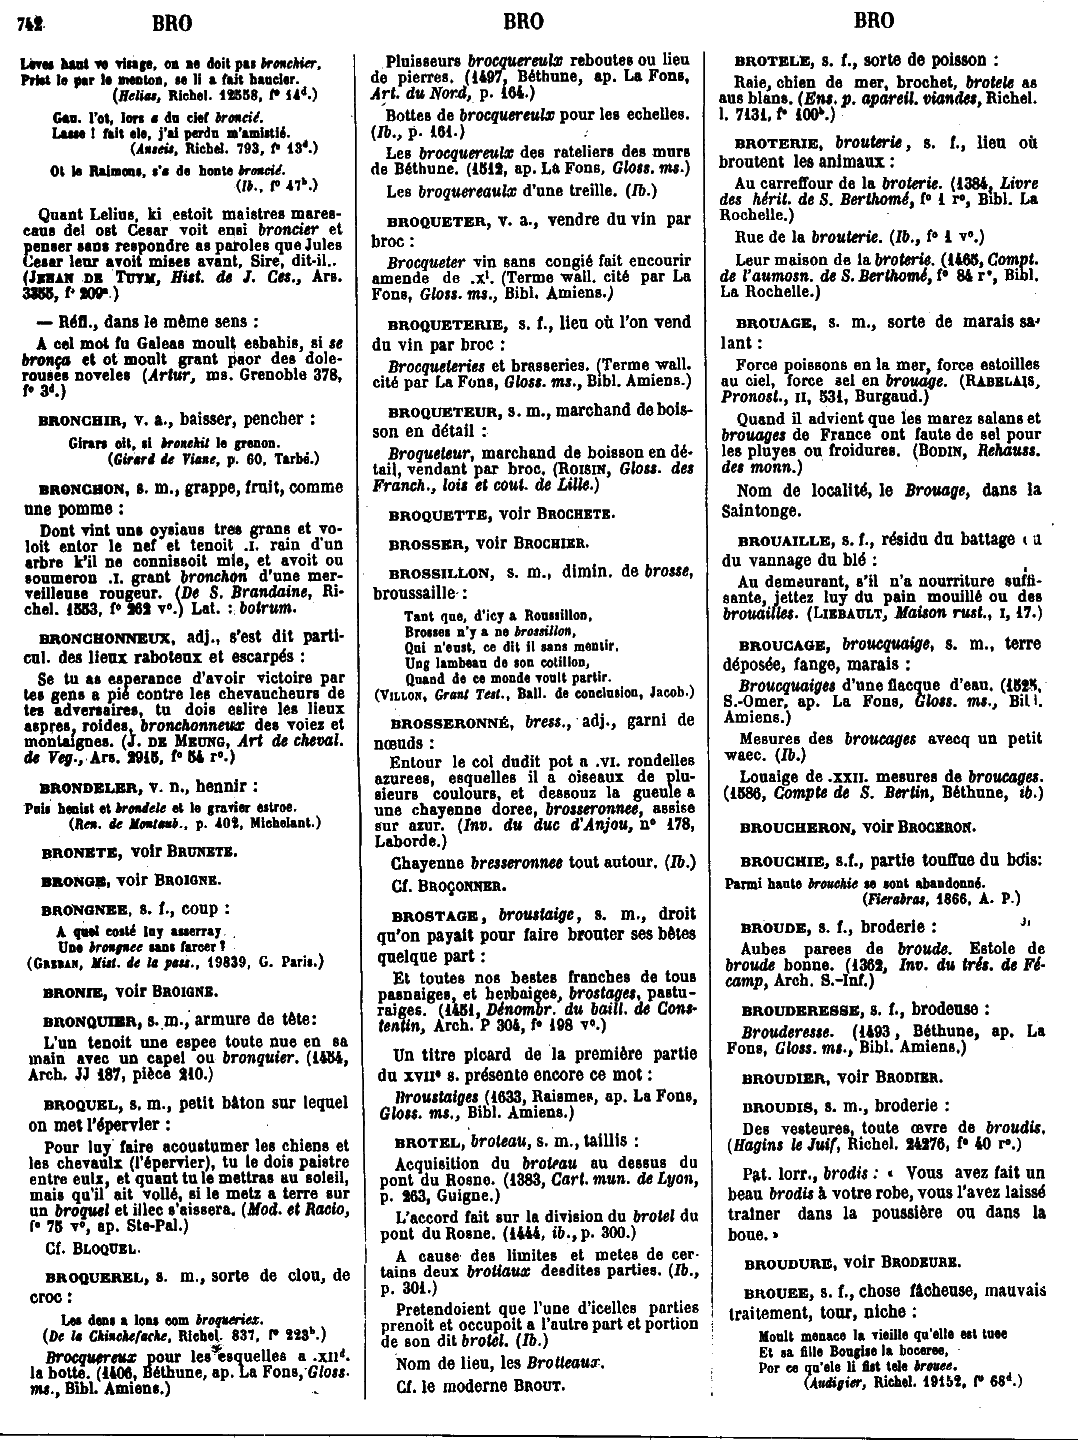 742
BRO
BRO
BRO
Leves haut vo visage, on ne doit pas bronchier,
Prist le par le menton, se li a fait haucier.
(Helias, Richel. 12558, f° 14d.)
Gau. l'ot, lors a du cief broncié.
Lasse ! fait ele, j'ai perdu m'amistié.
(Anseis, Richel. 793, f° 13d.)
Ot le Raimons, s'a de honte broncié.
(Ib., f° 47b.)
Quant Lelius, ki estoit maistres mares-
caus del ost Cesar voit ensi broncier et
penser sans respondre as paroles que Jules
Cesar leur avoit mises avant, Sire, dit-il..
(JEHAN DE TUYM, Hist. de J. Ces., Ars.
3355, f° 209a.)
— Réfl., dans le même sens :
A cel mot fu Galeas moult esbahis, si se
bronça et ot moult grant paor des dole-
rouses noveles (Artur, ms. Grenoble 378,
f° 3d.)
BRONCHIR, v. a., baisser, pencher :
Girars oit, si bronchit le grenon.
(Girard de Viane, p. 60, Tarbé.)
BRONCHON, s. m., grappe, fruit, comme
une pomme :
Dont vint uns oysiaus tres grans et vo-
loit entor le nef et tenoit .I. rain d'un
arbre k'il ne connissoit mie, et avoit ou
soumeron .I. grant bronchon d'une mer-
veilleuse rougeur. (De S. Brandaine, Ri-
chel. 1553, f° 262 v°.) Lat. : botrum.
BRONCHONNEUX, adj., s'est dit parti-
cul. des lieux raboteux et escarpés :
Se tu as esperance d'avoir victoire par
tes gens a pié contre les chevaucheurs de
tes adversaires, tu dois eslire les lieux
aspres, roides, bronchonneux des voiez et
montaignes. (J. DE MEUNG, Art de cheval.
de Veg., Ars. 2915, f° 54 r°.)
BRONDELER, v. n., hennir :
Puis henist et brondele et le gravier estroe.
(Ren. de Montaub., p. 402, Michelant.)
BRONETE, voir BRUNETE.
BRONGE, voir BROIGNE.
BRONGNEE, s. f., coup :
A quel costé luy asserray
Une brongnee sans farcer ?
(GREBAN, Mist. de la pass., 19839, G. Paris.)
BRONIE, voir BROIGNE.
BRONQUIER, s. m., armure de tête:
L'un tenoit une espee toute nue en sa
main avec un capel ou bronquier. (1454,
Arch. JJ 187, pièce 210.)
BROQUEL, s. m., petit bâton sur lequel
on met l'épervier :
Pour luy faire acoustumer les chiens et
les chevaulx (l'épervier), tu le dois paistre
entre eulx, et quant tu le mettras au soleil,
mais qu'il ait vollé, si le metz a terre sur
un broquel et illec s'aissera. (Mod. et Racio,
f° 75 v°, ap. Ste-Pal.)
Cf. BLOQUEL.
BROQUEREL, s. m., sorte de clou, de
croc :
Les dens a lons com broqueriex.
(De la Chinchefache, Richel. 837, f° 223b.)
Brocquereux pour les esquelles a .XIId.
la botte. (1406, Béthune, ap. La Fons, Gloss.
ms., Bibl. Amiens.)
Pluisseurs brocquereulx reboutes ou lieu
de pierres. (1497, Béthune, ap. La Fons,
Art. du Nord, p. 164.)
Bottes de brocquereulx pour les echelles.
(Ib., p. 161.)
Les brocquereulx des rateliers des murs
de Béthune. (1512, ap. La Fons, Gloss. ms.)
Les broquereaulx d'une treille. (Ib.)
BROQUETER, v. a., vendre du vin par
broc :
Brocqueter vin sans congié fait encourir
amende de .xl. (Terme wall. cité par La
Fons, Gloss. ms., Bibl. Amiens.)
BROQUETERIE, s. f., lieu où l'on vend
du vin par broc :
Brocqueteries et brasseries. (Terme wall.
cité par La Fons, Gloss. ms., Bibl. Amiens.)
BROQUETEUR, s. m., marchand de bois-
son en détail :
Broqueteur, marchand de boisson en dé-
tail, vendant par broc. (ROISIN, Gloss. des
Franch., lois et cout. de Lille.)
BROQUETTE, voir BROCHETE.
BROSSER, voir BROCHIER.
BROSSILLON, s. m., dimin. de brosse,
broussaille :
Tant que, d'icy a Roussillon,
Brosses n'y a ne brossillon,
Qui n'eust, ce dit il sans mentir,
Ung lambeau de son cotillon,
Quand de ce monde voult partir.
(VILLON, Grant Test., Ball. de conclusion, Jacob.)
BROSSERONNÉ, bress., adj., garni de
nœuds :
Entour le col dudit pot a .VI. rondelles
azurees, esquelles il a oiseaux de plu-
sieurs coulours, et dessouz la gueule a
une chayenne doree, brosseronnee, assise
sur azur. (Inv. du duc d'Anjou, n° 178,
Laborde.)
Chayenne bresseronnee tout autour. (Ib.)
Cf. BROÇONNER.
BROSTAGE, broustaige, s. m., droit
qu'on payait pour faire brouter ses bêtes
quelque part :
Et toutes nos bestes franches de tous
pasnaiges, et herbaiges, brostages, pastu-
raiges. (1451, Dénombr. du baill. de Cons-
tentin, Arch. P 304, f° 198 v°.)
Un titre picard de la première partie
du XVIIe s. présente encore ce mot :
Broustaiges (1633, Raismes, ap. La Fons,
Gloss. ms., Bibl. Amiens.)
BROTEL, broteau, s. m., taillis :
Acquisition du broteau au dessus du
pont du Rosne. (1383, Cart. mun. de Lyon,
p. 263, Guigne.)
L'accord fait sur la division du brotel du
pont du Rosne. (1444, ib., p. 300.)
A cause des limites et metes de cer-
tains deux brotiaux desdites parties. (Ib.,
p. 301.)
Pretendoient que l'une d'icelles parties
prenoit et occupoit a l'autre part et portion
de son dit brotel. (Ib.)
Nom de lieu, les Brotteaux.
Cf. le moderne BROUT.
BROTELE, s. f., sorte de poisson :
Raie, chien de mer, brochet, brotele as
aus blans. (Ens. p. apareil. viandes, Richel.
l. 7131, f° 100b.)
BROTERIE, brouterie, s. f., lieu où
broutent les animaux :
Au carreffour de la broterie. (1384, Livre
des hérit. de S. Berthomé, f° 1 r°, Bibl. La
Rochelle.)
Rue de la brouterie. (Ib., f° 1 v°.)
Leur maison de la broterie. (1465, Compt.
de l'aumosn. de S. Berthomé, f° 84 r°, Bibl.
La Rochelle.)
BROUAGE, s. m., sorte de marais sa-
lant :
Force poissons en la mer, force estoilles
au ciel, force sel en brouage. (RABELAIS,
Pronost., II, 531, Burgaud.)
Quand il advient que les marez salans et
brouages de France ont faute de sel pour
les pluyes ou froidures. (BODIN, Rehauss.
des monn.)
Nom de localité, le Brouage, dans la
Saintonge.
BROUAILLE, s. f., résidu du battage
du vannage du blé :
Au demeurant, s'il n'a nourriture suffi-
sante, jettez luy du pain mouillé ou des
brouailles. (LIEBAULT, Maison rust., I, 17.)
BROUCAGE, broucquaige, s. m., terre
déposée, fange, marais :
Broucquaiges d'une flacque d'eau. (1525,
S.-Omer, ap. La Fons, Gloss. ms., Bibl.
Amiens.)
Mesures des broucages avecq un petit
waec. (Ib.)
Louaige de .XXII. mesures de broucages.
(1586, Compte de S. Bertin, Béthune, ib.)
BROUCHERON, voir BROCERON.
BROUCHIE, s.f., partie touffue du bois:
Parmi haute brouchie se sont abandonné.
(Fierabras, 1866, A. P.)
BROUDE, s. f., broderie :
Aubes parees de broude. Estole de
broude bonne. (1362, Inv. du trés. de Fé-
camp, Arch. S.-Inf.)
BROUDERESSE, s. f., brodeuse :
Brouderesse. (1493, Béthune, ap. La
Fons, Gloss. ms., Bibl. Amiens.)
BROUDIER, voir BRODIER.
BROUDIS, s. m., broderie :
Des vesteures, toute œvre de broudis.
(Hagins le Juif, Richel. 24276, f° 40 r°.)
Pat. lorr., brodis : « Vous avez fait un
beau brodis à votre robe, vous l'avez laissé
traîner dans la poussière ou dans la
boue. »
BROUDURE, voir BRODEURE.
BROUEE, s. f., chose fâcheuse, mauvais
traitement, tour, niche :
Moult menace la vieille qu'elle est tuee
Et sa fille Bougise la boceree,
Por ce qu'ele li fist tele brouee.
(Audigier, Richel. 19152, f° 68d.)